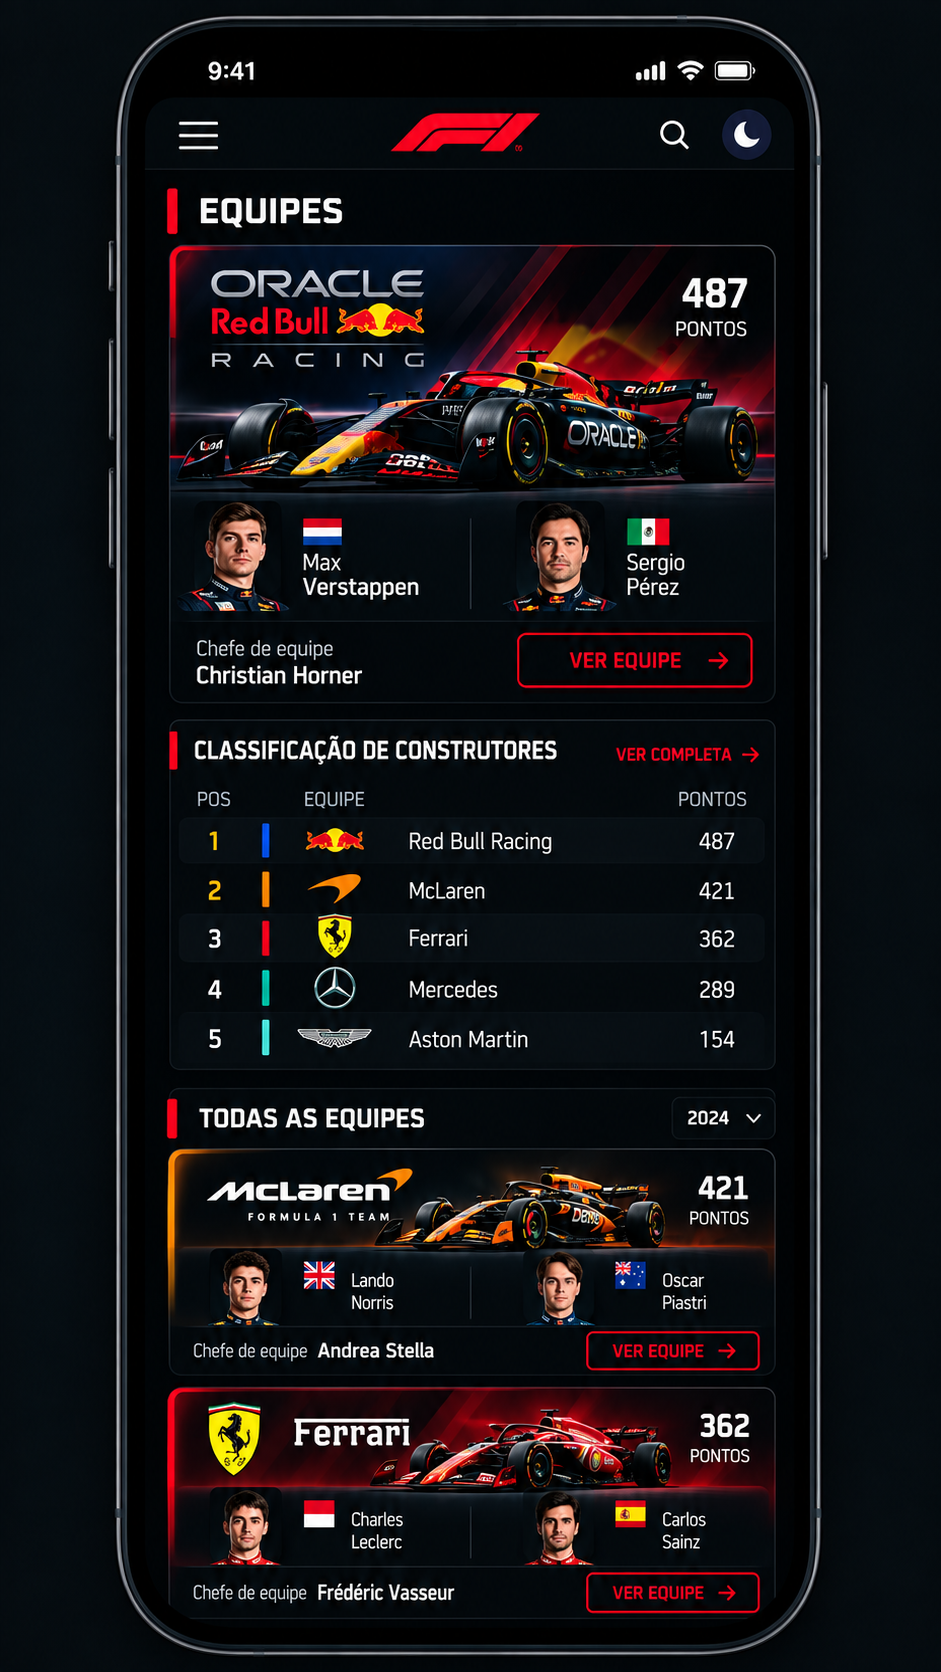 9:41
F1
EQUIPES
ORACLE
Red Bull
RACING
487
PONTOS
ORACLE
Max
Verstappen
Sergio
Pérez
Chefe de equipe
Christian Horner
VER EQUIPE →
CLASSIFICAÇÃO DE CONSTRUTORES
VER COMPLETA →
POS EQUIPE PONTOS
1 Red Bull Racing 487
2 McLaren 421
3 Ferrari 362
4 Mercedes 289
5 Aston Martin 154
TODAS AS EQUIPES
2024
McLaren
FORMULA 1 TEAM
421
PONTOS
Lando
Norris
Oscar
Piastri
Chefe de equipe Andrea Stella
VER EQUIPE →
Ferrari
362
PONTOS
Charles
Leclerc
Carlos
Sainz
Chefe de equipe Frédéric Vasseur
VER EQUIPE →